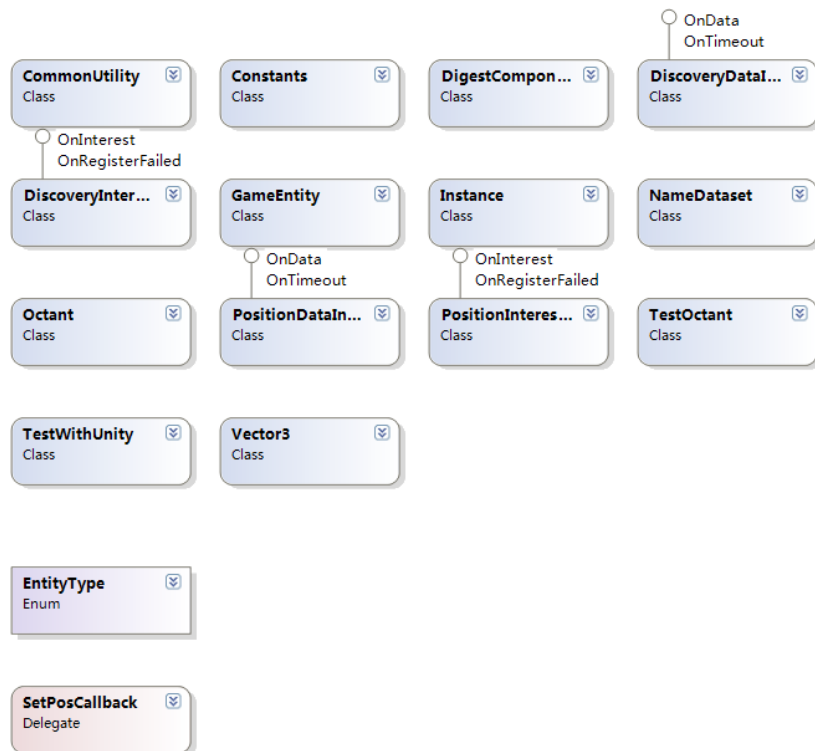 OnData
OnTimeout
CommonUtility
Class
Constants
Class
DigestCompon...
Class
DiscoveryDataI...
Class
OnInterest
OnRegisterFailed
DiscoveryInter...
Class
GameEntity
Class
Instance
Class
NameDataset
Class
OnData
OnTimeout
OnInterest
OnRegisterFailed
Octant
Class
PositionDataIn...
Class
PositionInteres...
Class
TestOctant
Class
TestWithUnity
Class
Vector3
Class
EntityType
Enum
SetPosCallback
Delegate